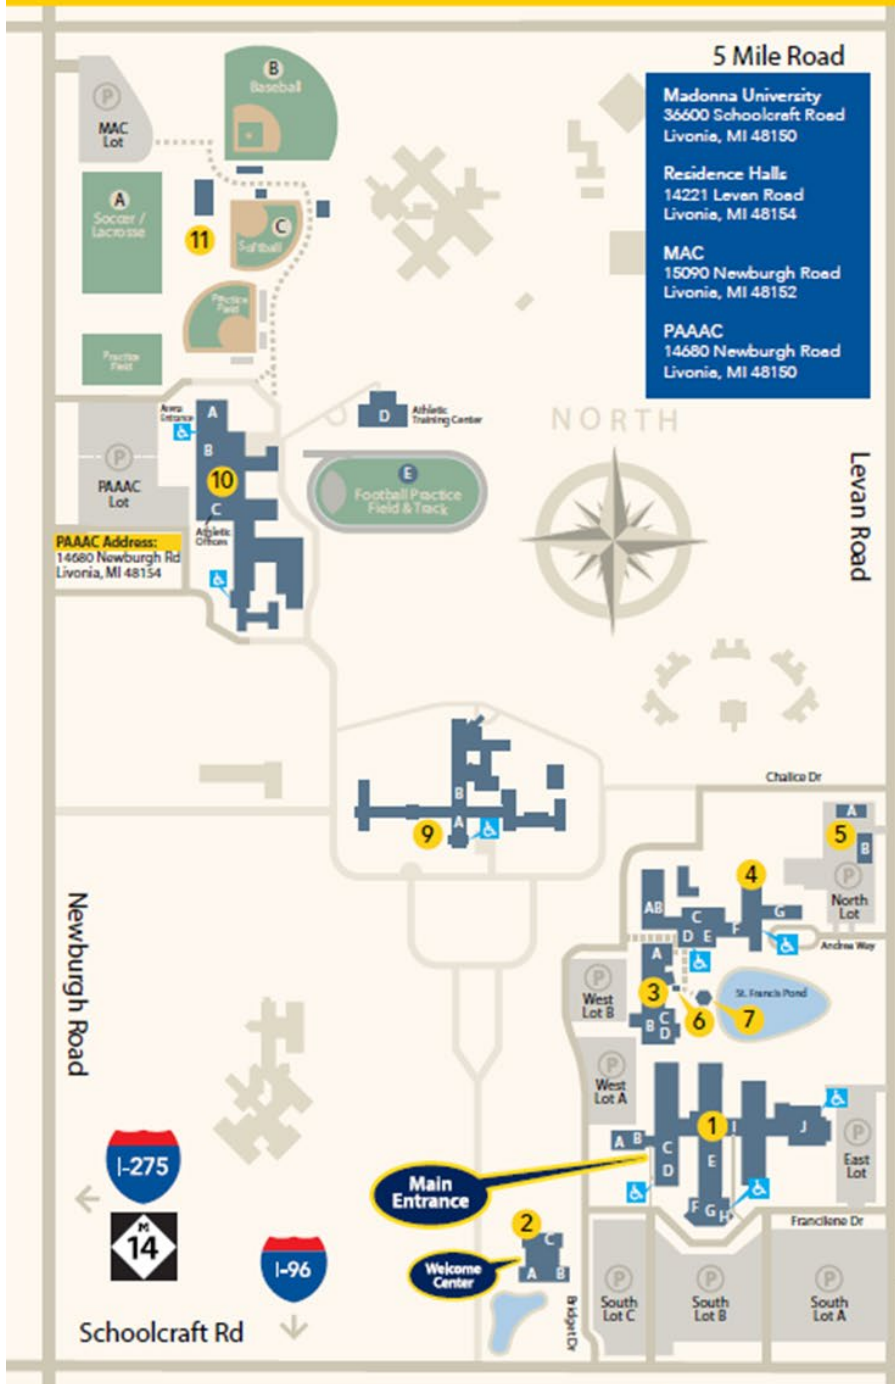 5 Mile Road
Madonna University
36600 Schoolcraft Road
Livonia, MI 48150
Residence Halls
14221 Levan Road
Livonia, MI 48154
MAC
15090 Newburgh Road
Livonia, MI 48152
PAAAC
14680 Newburgh Road
Livonia, MI 48150
P
MAC
Lot
B
Baseball
A
Soccer /
Lacrosse
11
C
Softball
Practice
Field
Practice
Field
Arena
Entrance
A
B
10
C
Athletic
Offices
P
PAAAC
Lot
PAAAC Address:
14680 Newburgh Rd
Livonia, MI 48154
D
Athletic
Training Center
E
Football Practice
Field & Track
NORTH
Levan Road
Chalice Dr
B
A
9
A
5
B
P
North
Lot
4
AB
C
D E
F
G
Andrea Way
A
3
B
C
D
6
7
St. Francis Pond
P
West
Lot B
P
West
Lot A
Newburgh Road
1
I
J
A B
C
D
E
F G H
P
East
Lot
Main
Entrance
Francilene Dr
2
C
A B
Welcome
Center
Bridget Dr
P
South
Lot C
P
South
Lot B
P
South
Lot A
I-275
M
14
I-96
Schoolcraft Rd